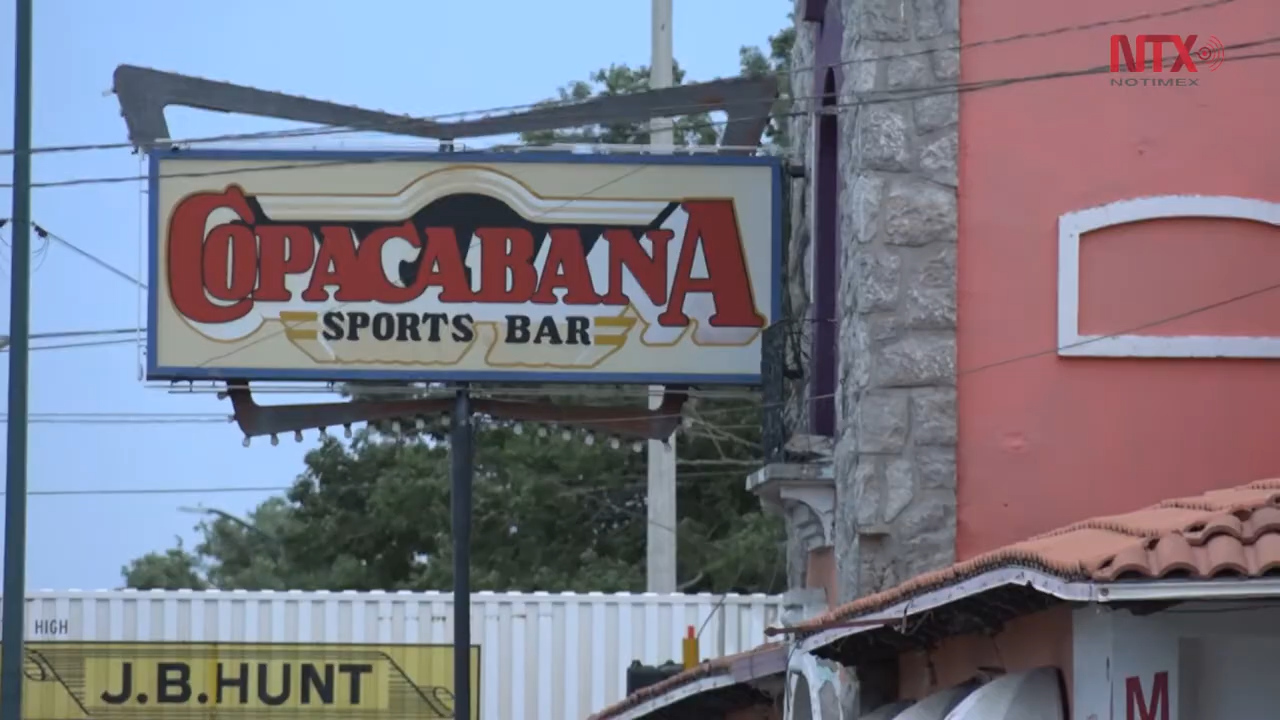 NTX
NOTIMEX
COPACABANA
SPORTS BAR
HIGH
J.B.HUNT
M